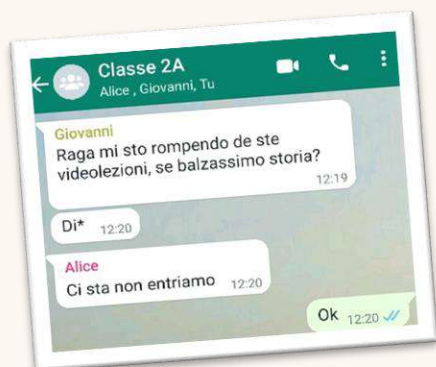 Classe 2A
Alice , Giovanni, Tu
Giovanni
Raga mi sto rompendo de ste
videolezioni, se balzassimo storia?
12:19
Di* 12:20
Alice
Ci sta non entriamo 12:20
Ok 12:20